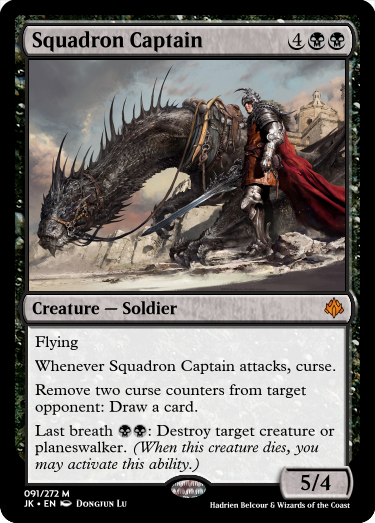 Squadron Captain 4
Creature — Soldier
Flying
Whenever Squadron Captain attacks, curse.
Remove two curse counters from target
opponent: Draw a card.
Last breath : Destroy target creature or
planeswalker. (When this creature dies, you
may activate this ability.)
5/4
091/272 M
JK • EN Dongjun Lu
Hadrien Belcour & Wizards of the Coast